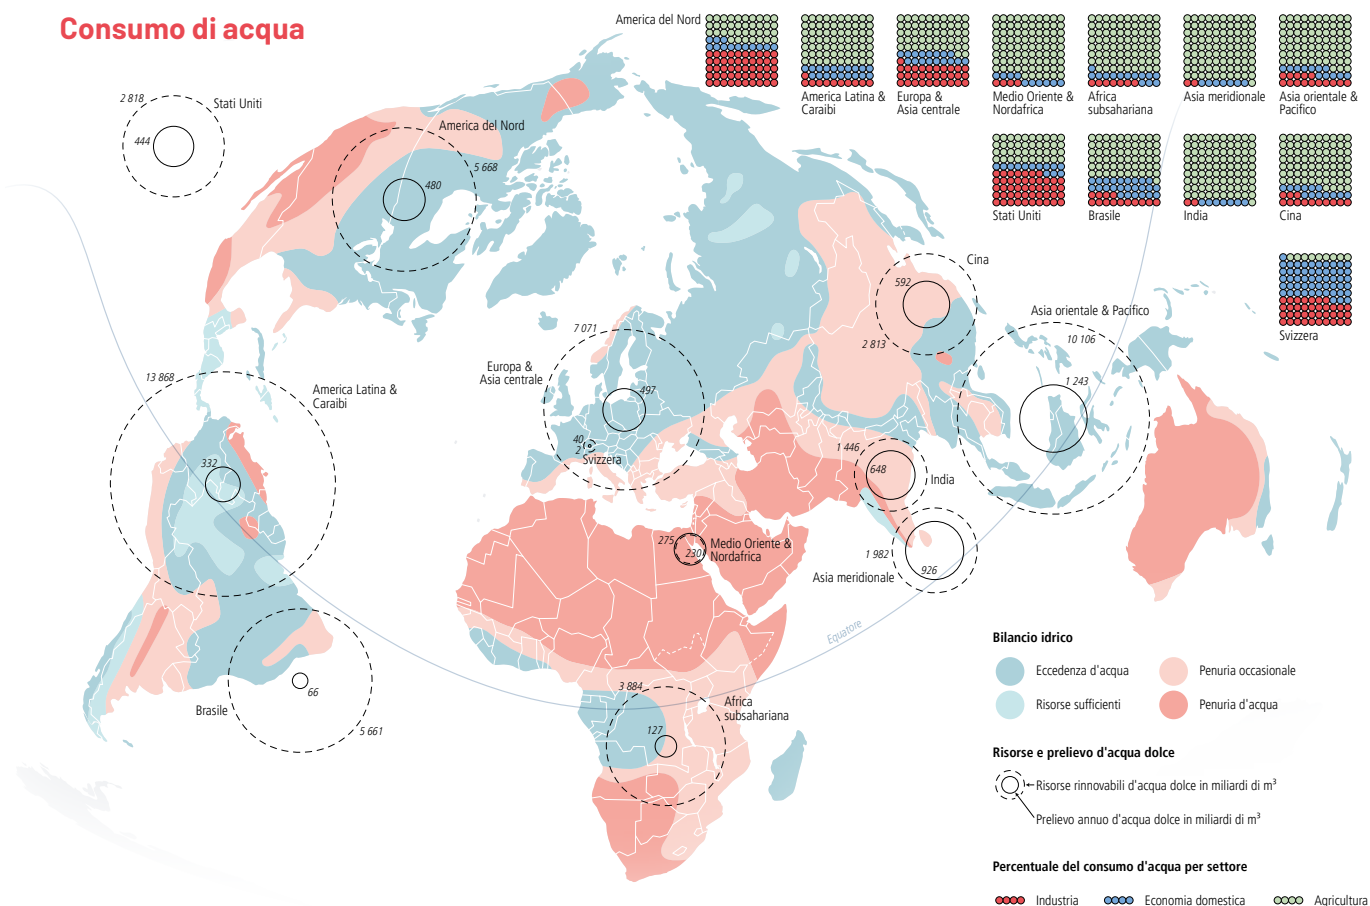 Consumo di acqua
America del Nord
America Latina &
Caraibi
Europa &
Asia centrale
Medio Oriente &
Nordafrica
Africa
subsahariana
Asia meridionale
Asia orientale &
Pacifico
Stati Uniti
Brasile
India
Cina
Svizzera
2 818
444
Stati Uniti
America del Nord
5 668
480
Cina
592
2 813
Asia orientale & Pacifico
10 106
1 243
7 071
Europa &
Asia centrale
497
40
2
Svizzera
13 868
America Latina &
Caraibi
332
1 446
648
India
275
230
Medio Oriente &
Nordafrica
1 982
926
Asia meridionale
Equatore
3 884
127
Africa
subsahariana
66
Brasile
5 661
Bilancio idrico
Eccedenza d'acqua
Penuria occasionale
Risorse sufficienti
Penuria d'acqua
Risorse e prelievo d'acqua dolce
Risorse rinnovabili d'acqua dolce in miliardi di m³
Prelievo annuo d'acqua dolce in miliardi di m³
Percentuale del consumo d'acqua per settore
Industria
Economia domestica
Agricultura